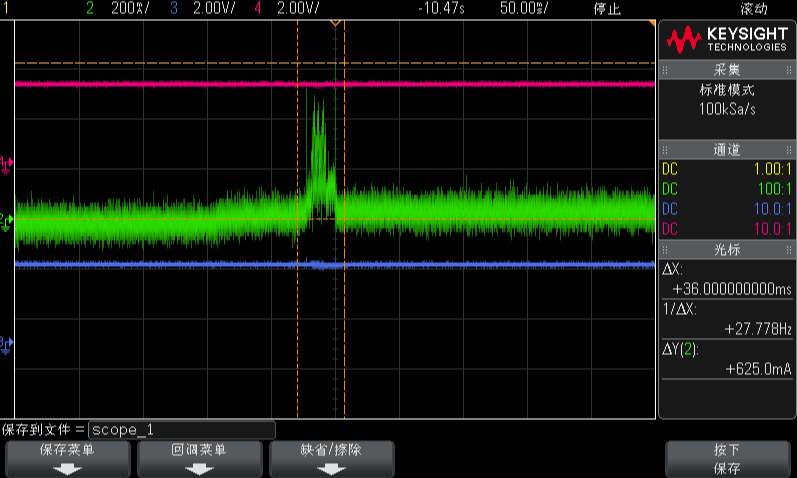 1 2 200%/ 3 2.00V/ 4 2.00V/ -10.47s 50.00%/ 停止 滚动
KEYSIGHT
TECHNOLOGIES
采集
标准模式
100kSa/s
通道
DC 1.00:1
DC 100:1
DC 10.0:1
DC 10.0:1
光标
ΔX:
+36.000000000ms
1/ΔX:
+27.778Hz
ΔY(2):
+625.0mA
4
2
3
保存到文件 = scope_1
保存菜单 回调菜单 缺省/擦除 按下
保存